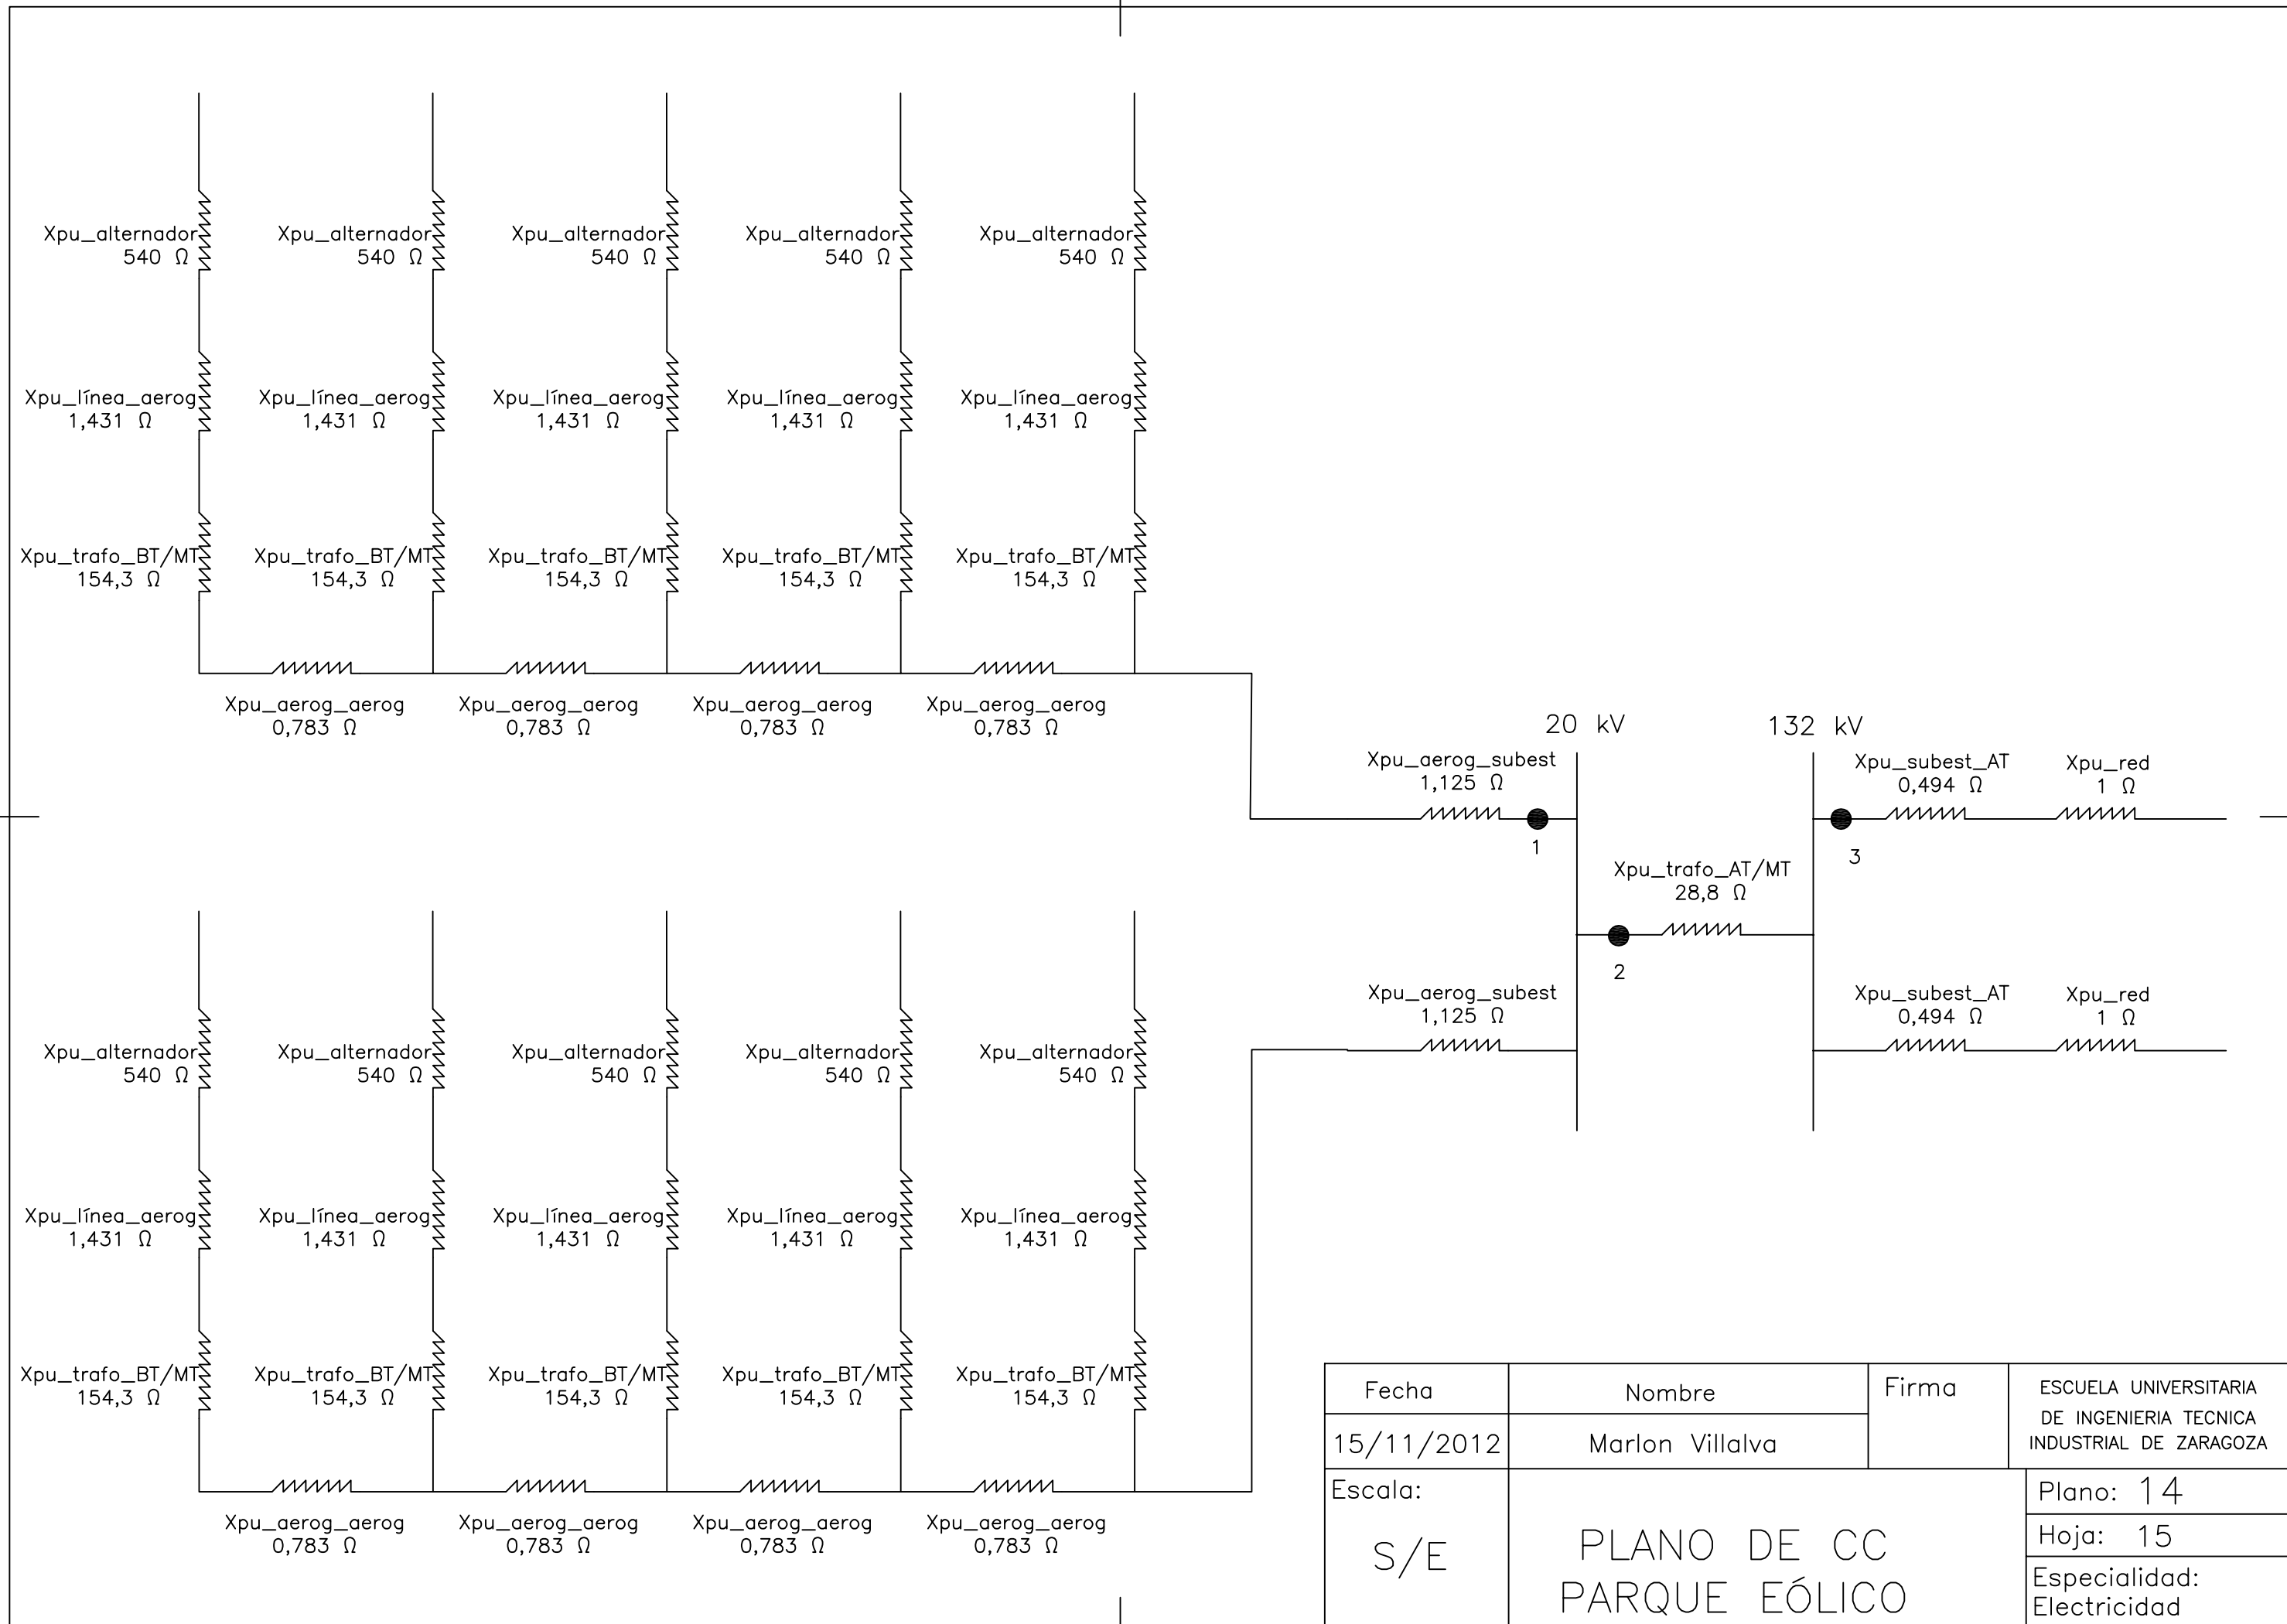 Xpu_alternador Xpu_alternador Xpu_alternador Xpu_alternador Xpu_alternador
540 Ω 540 Ω 540 Ω 540 Ω 540 Ω
Xpu_línea_aerog Xpu_línea_aerog Xpu_línea_aerog Xpu_línea_aerog Xpu_línea_aerog
1,431 Ω 1,431 Ω 1,431 Ω 1,431 Ω 1,431 Ω
Xpu_trafo_BT/MT Xpu_trafo_BT/MT Xpu_trafo_BT/MT Xpu_trafo_BT/MT Xpu_trafo_BT/MT
154,3 Ω 154,3 Ω 154,3 Ω 154,3 Ω 154,3 Ω
Xpu_aerog_aerog Xpu_aerog_aerog Xpu_aerog_aerog Xpu_aerog_aerog
0,783 Ω 0,783 Ω 0,783 Ω 0,783 Ω
20 kV 132 kV
Xpu_aerog_subest Xpu_subest_AT Xpu_red
1,125 Ω 0,494 Ω 1 Ω
1 3
Xpu_trafo_AT/MT
28,8 Ω
2
Xpu_aerog_subest Xpu_subest_AT Xpu_red
1,125 Ω 0,494 Ω 1 Ω
Xpu_alternador Xpu_alternador Xpu_alternador Xpu_alternador Xpu_alternador
540 Ω 540 Ω 540 Ω 540 Ω 540 Ω
Xpu_línea_aerog Xpu_línea_aerog Xpu_línea_aerog Xpu_línea_aerog Xpu_línea_aerog
1,431 Ω 1,431 Ω 1,431 Ω 1,431 Ω 1,431 Ω
Xpu_trafo_BT/MT Xpu_trafo_BT/MT Xpu_trafo_BT/MT Xpu_trafo_BT/MT Xpu_trafo_BT/MT
154,3 Ω 154,3 Ω 154,3 Ω 154,3 Ω 154,3 Ω
Xpu_aerog_aerog Xpu_aerog_aerog Xpu_aerog_aerog Xpu_aerog_aerog
0,783 Ω 0,783 Ω 0,783 Ω 0,783 Ω
Fecha Nombre Firma
15/11/2012 Marlon Villalva
ESCUELA UNIVERSITARIA
DE INGENIERIA TECNICA
INDUSTRIAL DE ZARAGOZA
Escala:
S/E
PLANO DE CC
PARQUE EÓLICO
Plano: 14
Hoja: 15
Especialidad:
Electricidad